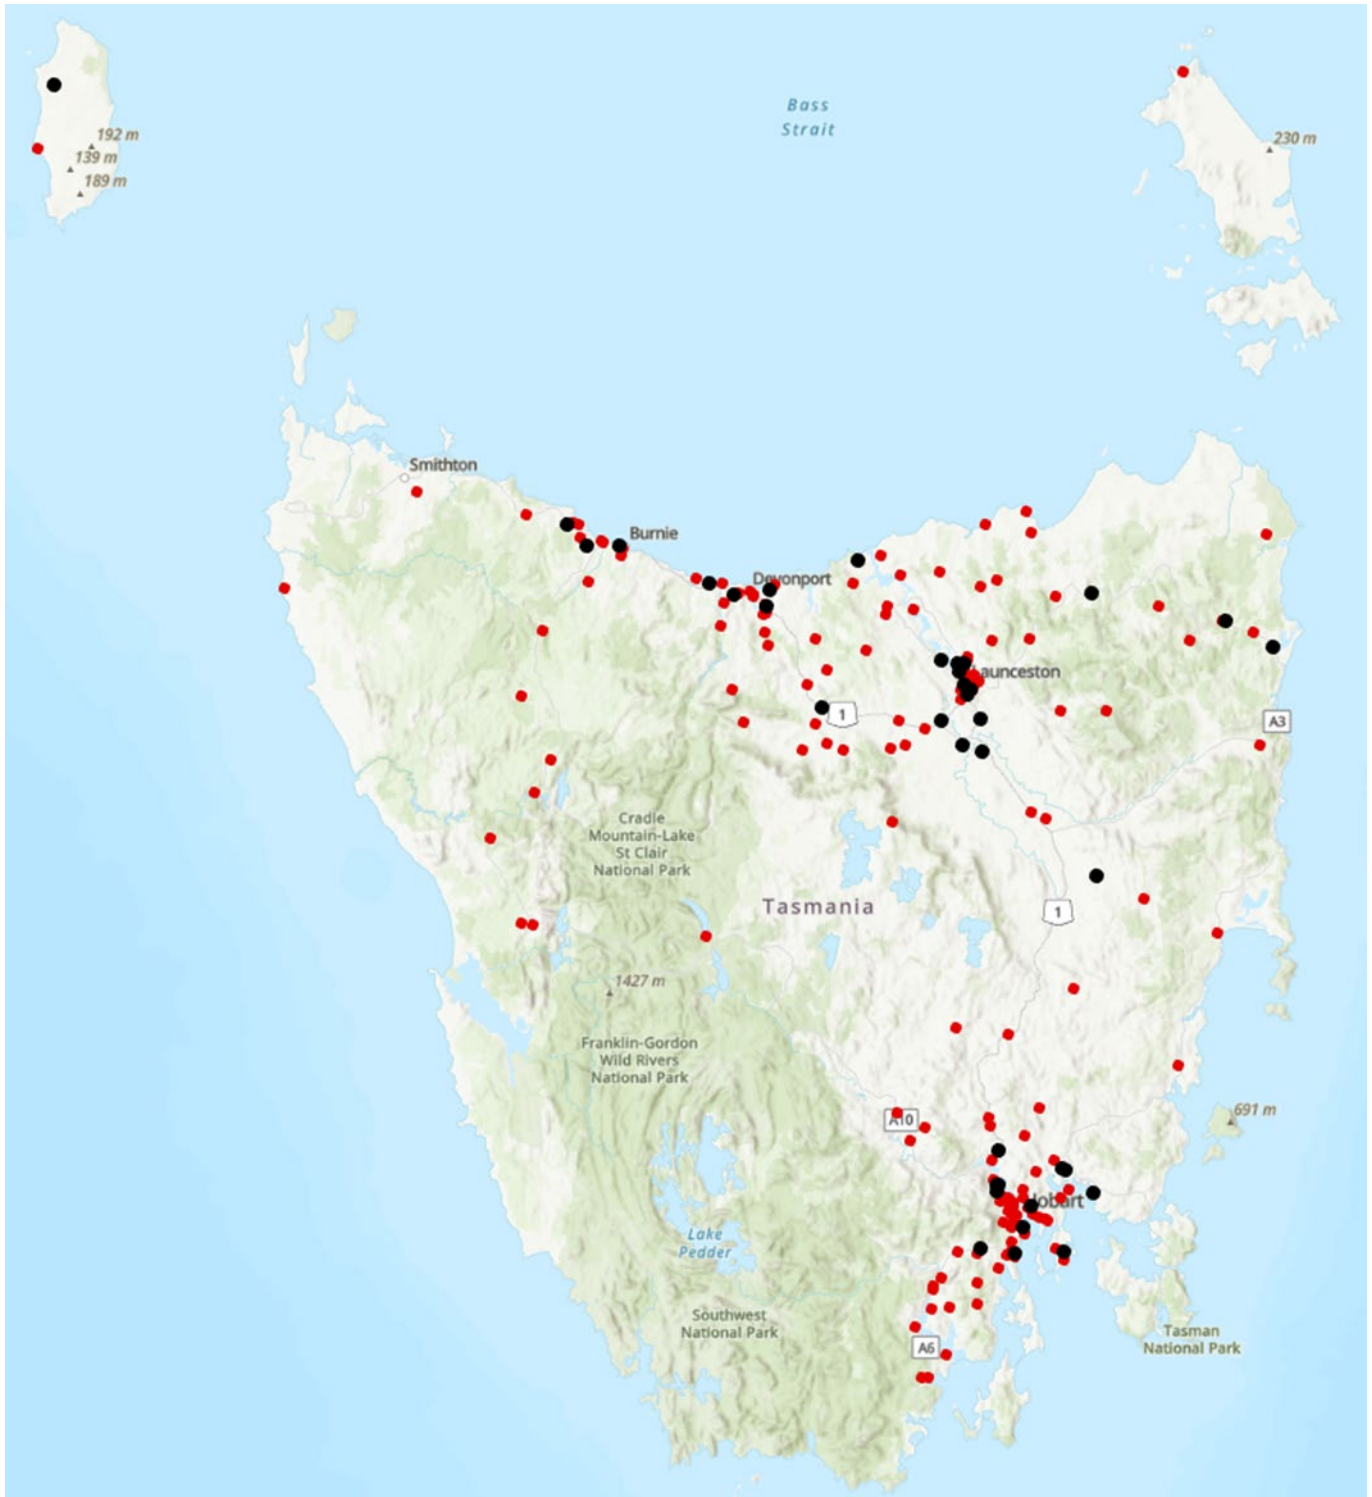 Bass
Strait
192 m
139 m
189 m
230 m
Smithton
Burnie
Devonport
Launceston
1
A3
Cradle
Mountain-Lake
St Clair
National Park
Tasmania
1
1427 m
Franklin-Gordon
Wild Rivers
National Park
A10
691 m
Hobart
Lake
Pedder
Southwest
National Park
Tasman
National Park
A6